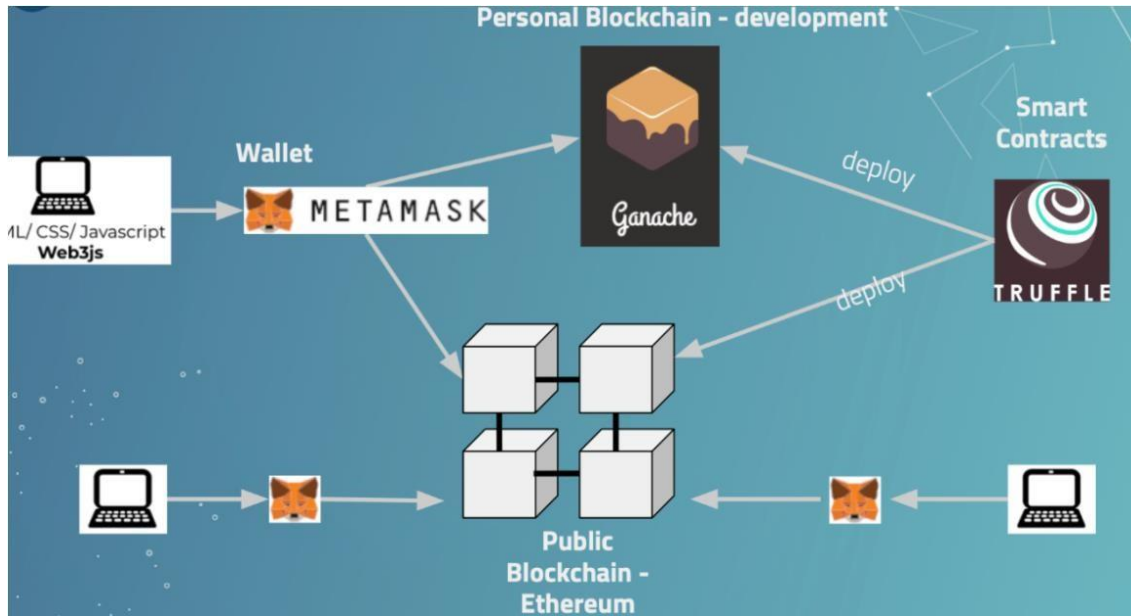 Personal Blockchain - development
Smart
Contracts
Wallet
METAMASK
ML/ CSS/ Javascript
Web3js
Ganache
deploy
TRUFFLE
deploy
Public
Blockchain -
Ethereum